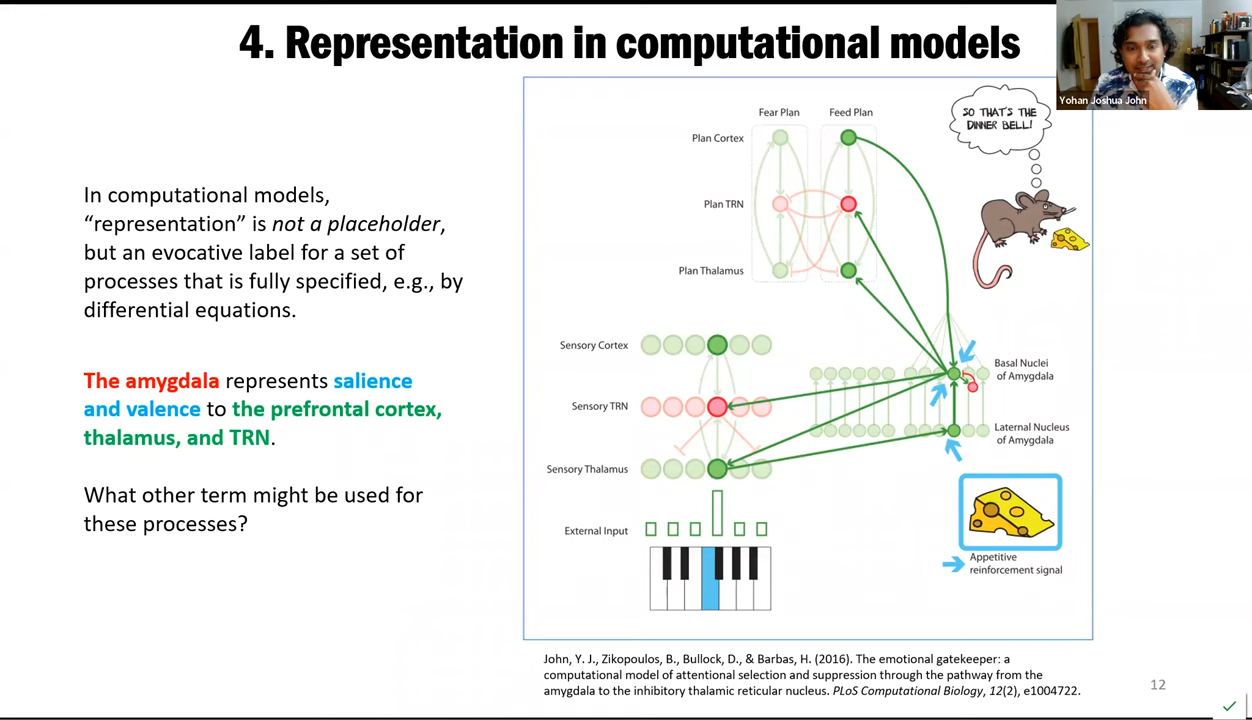 4. Representation in computational models
Yohan Joshua John
In computational models,
“representation” is not a placeholder,
but an evocative label for a set of
processes that is fully specified, e.g., by
differential equations.
The amygdala represents salience
and valence to the prefrontal cortex,
thalamus, and TRN.
What other term might be used for
these processes?
Fear Plan
Feed Plan
Plan Cortex
Plan TRN
Plan Thalamus
SO THAT'S THE
DINNER BELL!
Sensory Cortex
Sensory TRN
Sensory Thalamus
External Input
Basal Nuclei
of Amygdala
Laternal Nucleus
of Amygdala
Appetitive
reinforcement signal
John, Y. J., Zikopoulos, B., Bullock, D., & Barbas, H. (2016). The emotional gatekeeper: a
computational model of attentional selection and suppression through the pathway from the
amygdala to the inhibitory thalamic reticular nucleus. PLoS Computational Biology, 12(2), e1004722.
12